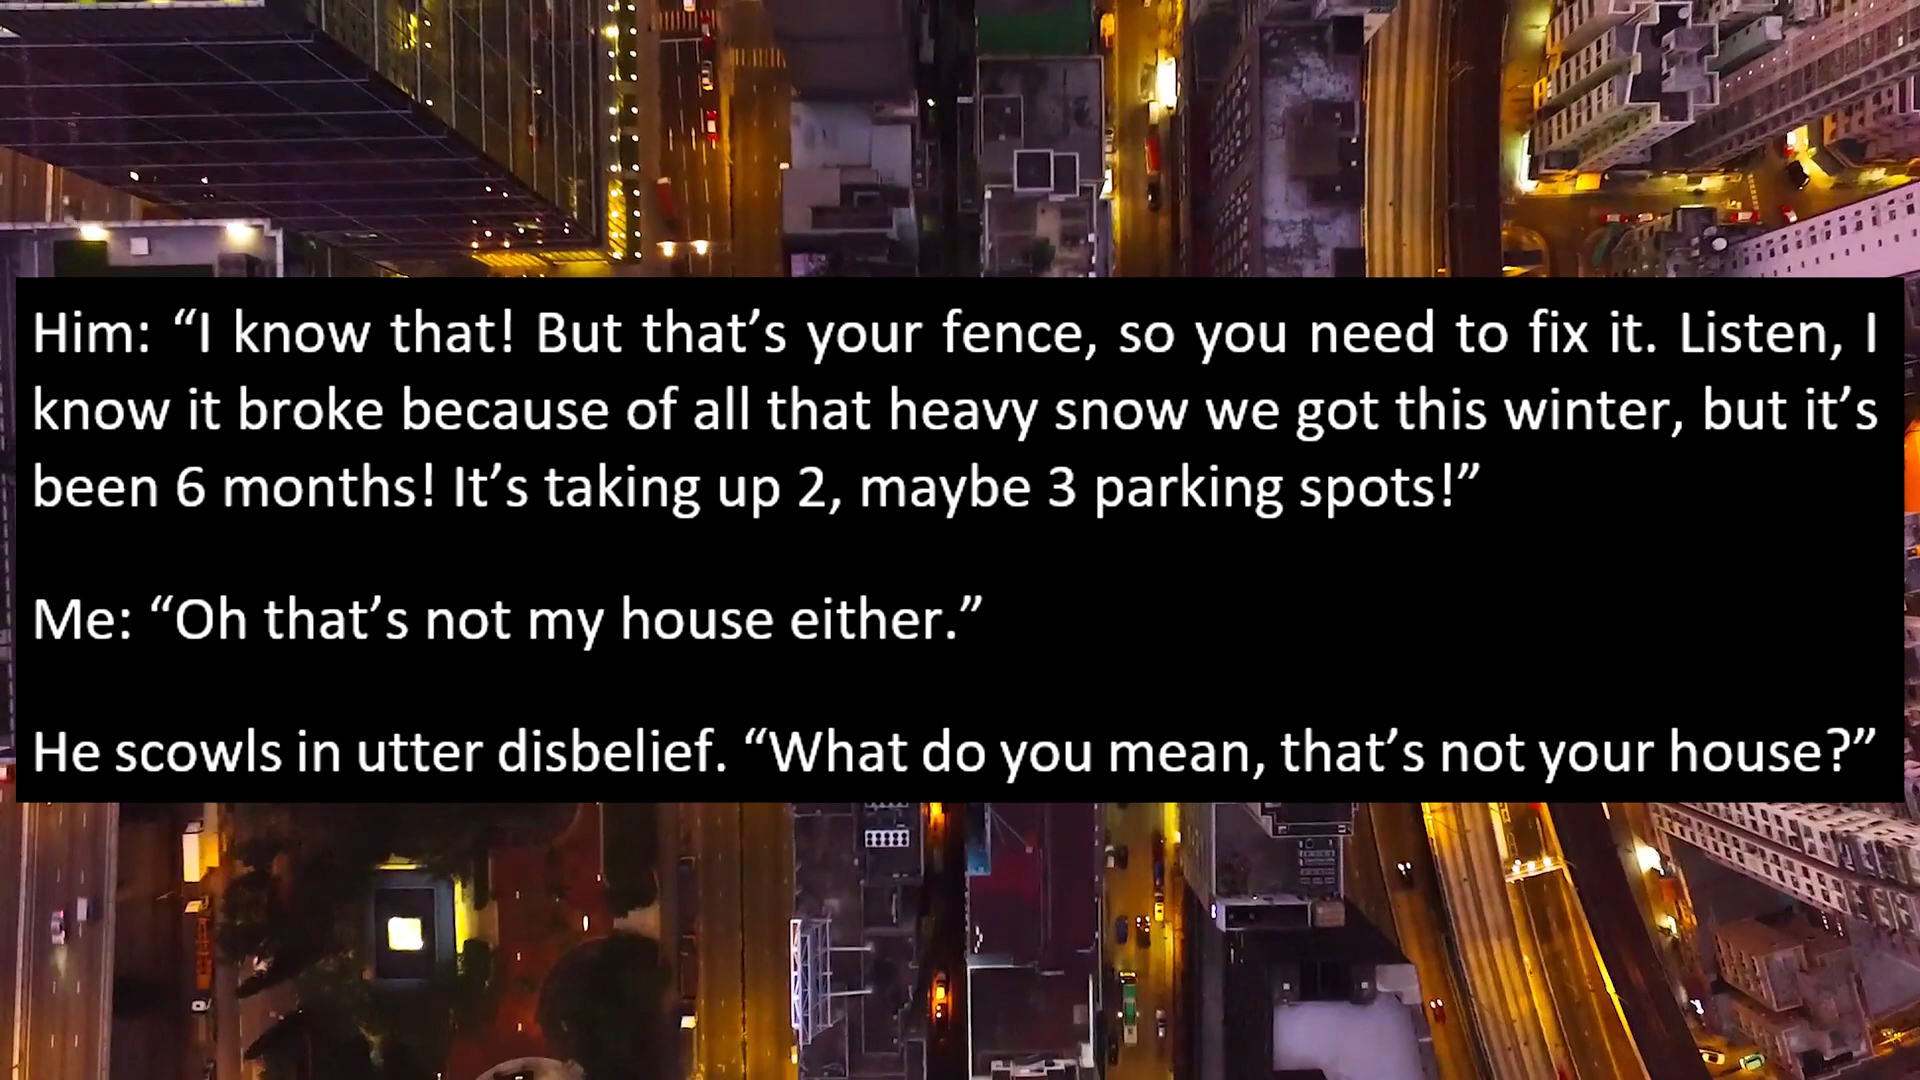 Him: “I know that! But that’s your fence, so you need to fix it. Listen, I
know it broke because of all that heavy snow we got this winter, but it’s
been 6 months! It’s taking up 2, maybe 3 parking spots!”
Me: “Oh that’s not my house either.”
He scowls in utter disbelief. “What do you mean, that’s not your house?”